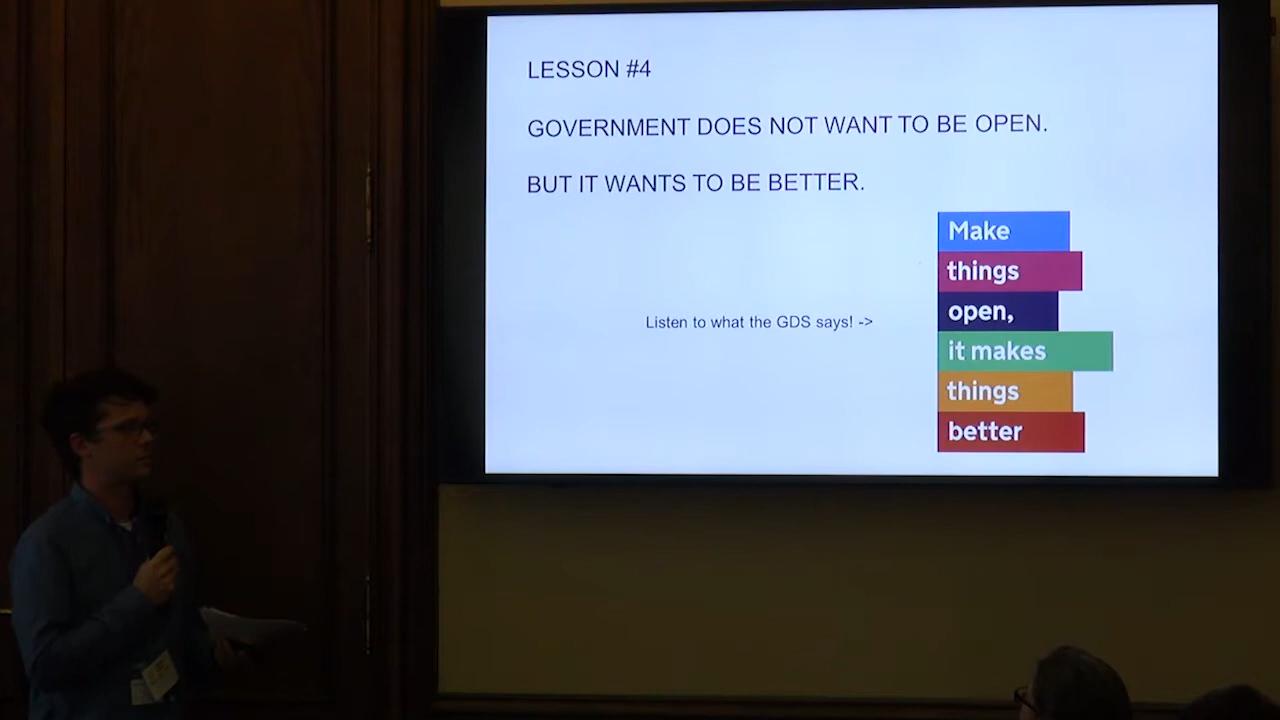 LESSON #4
GOVERNMENT DOES NOT WANT TO BE OPEN.
BUT IT WANTS TO BE BETTER.
Listen to what the GDS says! ->
Make
things
open,
it makes
things
better